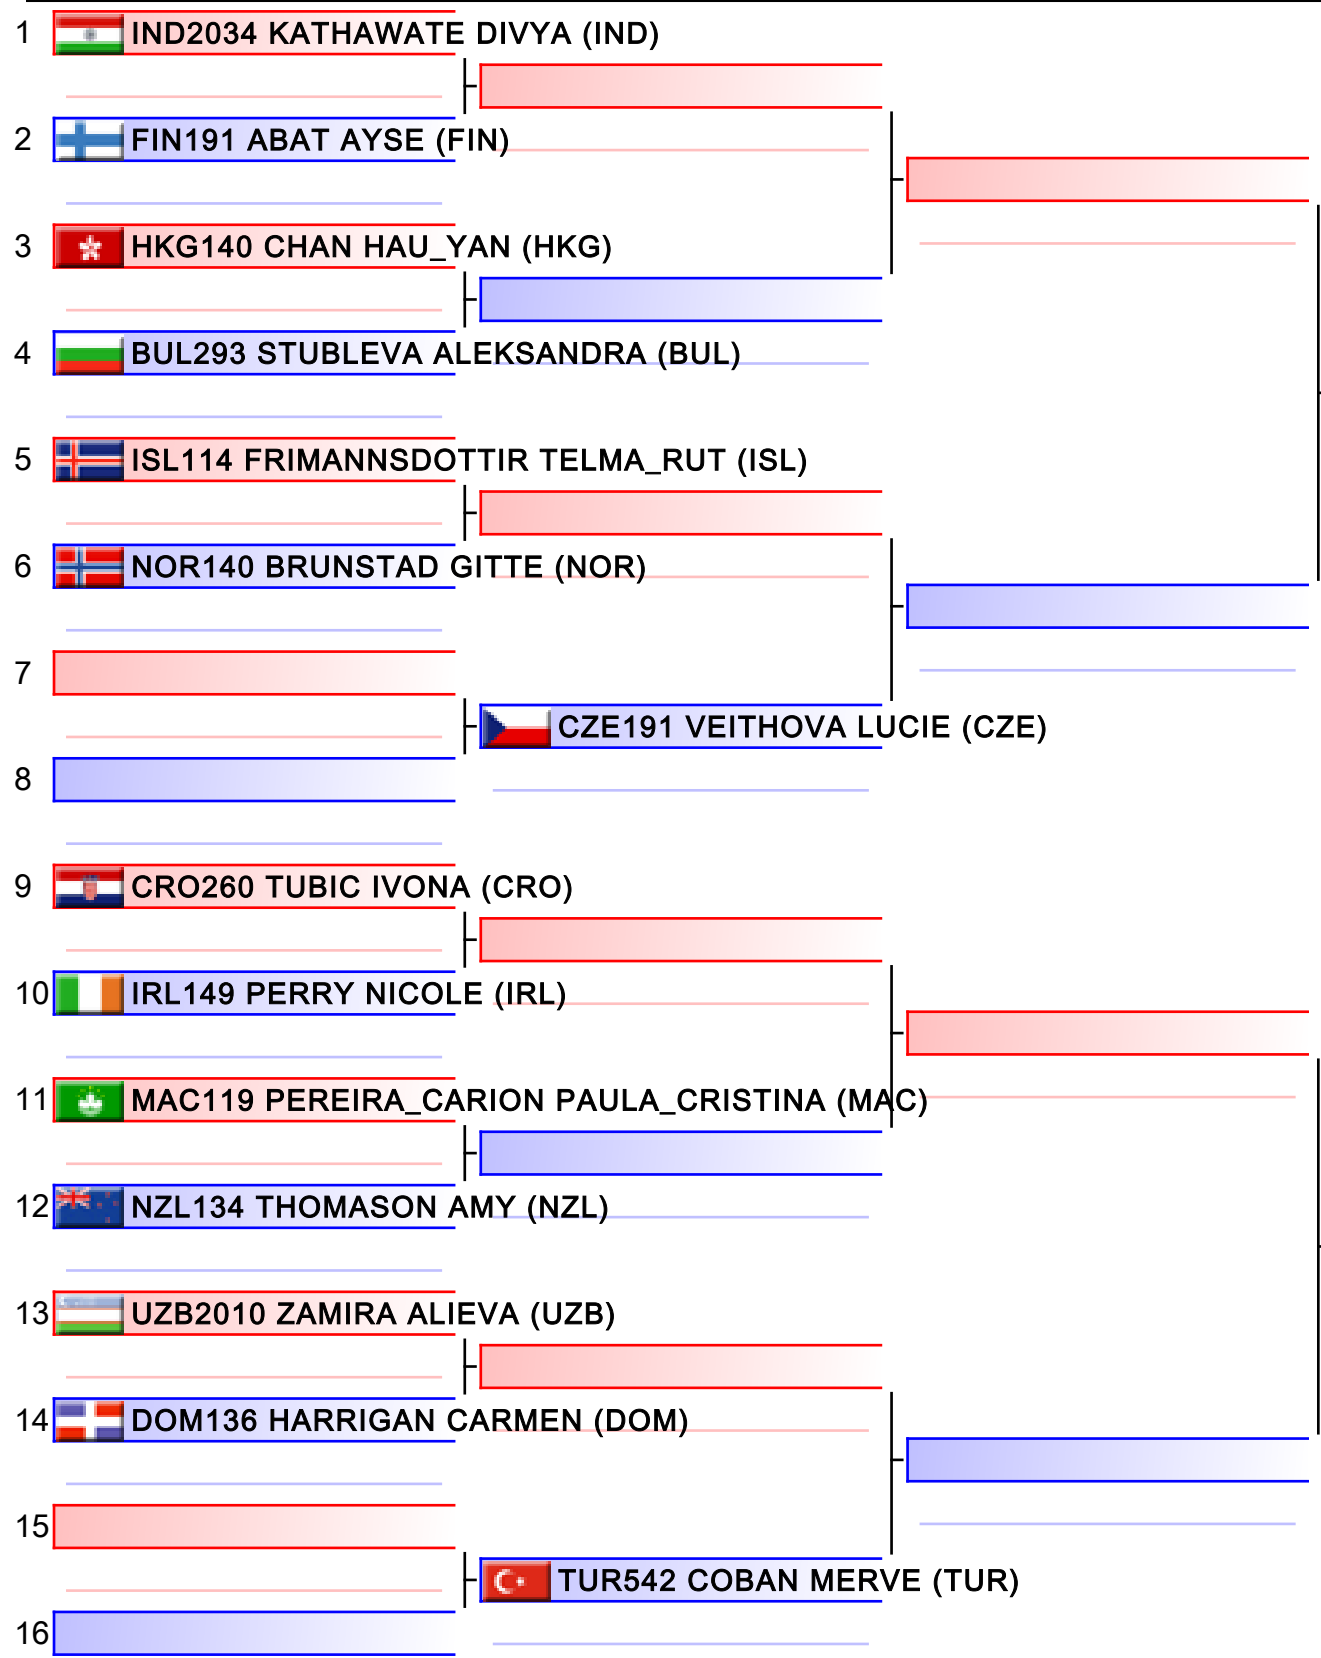 1 IND2034 KATHAWATE DIVYA (IND)
2 FIN191 ABAT AYSE (FIN)
3 HKG140 CHAN HAU_YAN (HKG)
4 BUL293 STUBLEVA ALEKSANDRA (BUL)
5 ISL114 FRIMANNSDOTTIR TELMA_RUT (ISL)
6 NOR140 BRUNSTAD GITTE (NOR)
7
CZE191 VEITHOVA LUCIE (CZE)
8
9 CRO260 TUBIC IVONA (CRO)
10 IRL149 PERRY NICOLE (IRL)
11 MAC119 PEREIRA_CARION PAULA_CRISTINA (MAC)
12 NZL134 THOMASON AMY (NZL)
13 UZB2010 ZAMIRA ALIEVA (UZB)
14 DOM136 HARRIGAN CARMEN (DOM)
15
TUR542 COBAN MERVE (TUR)
16